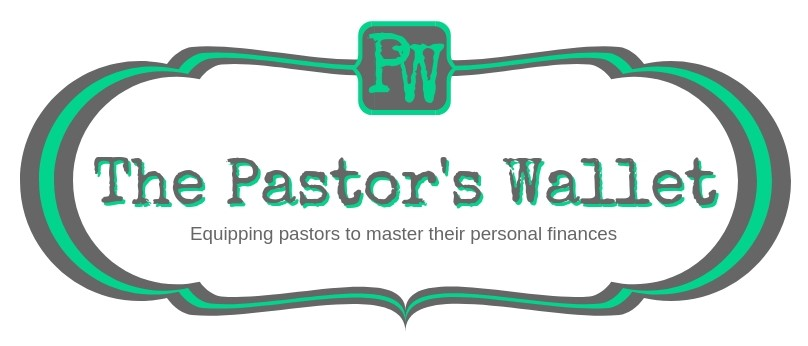 PW
The Pastor's Wallet
Equipping pastors to master their personal finances